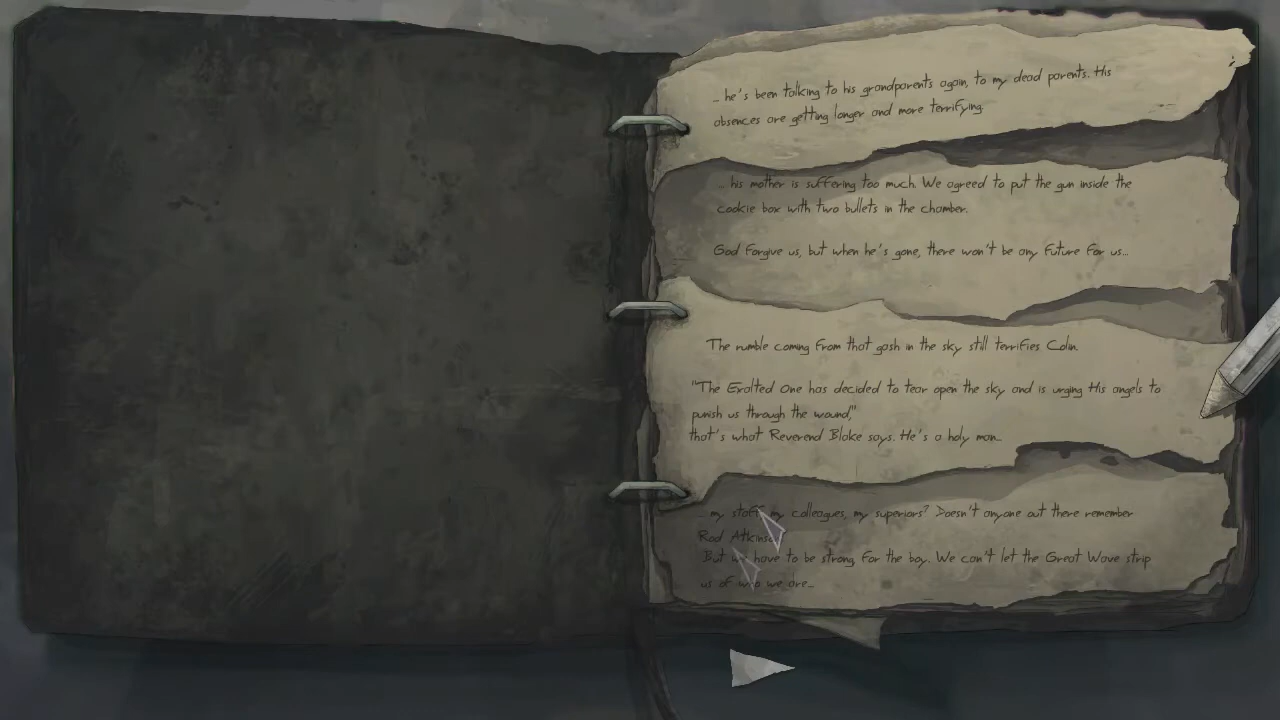 ... he's been talking to his grandparents again, to my dead parents. His
absences are getting longer and more terrifying.
... his mother is suffering too much. We agreed to put the gun inside the
cookie box with two bullets in the chamber.
God forgive us, but when he's gone, there won't be any future for us...
The rumble coming from that gash in the sky still terrifies Colin.
"The Exalted One has decided to tear open the sky and is urging His angels to
punish us through the wound,"
that's what Reverend Blake says. He's a holy man...
... my staff, my colleagues, my superiors? Doesn't anyone out there remember
Rod Atkinson
But we have to be strong for the boy. We can't let the Great Wave strip
us of who we are...